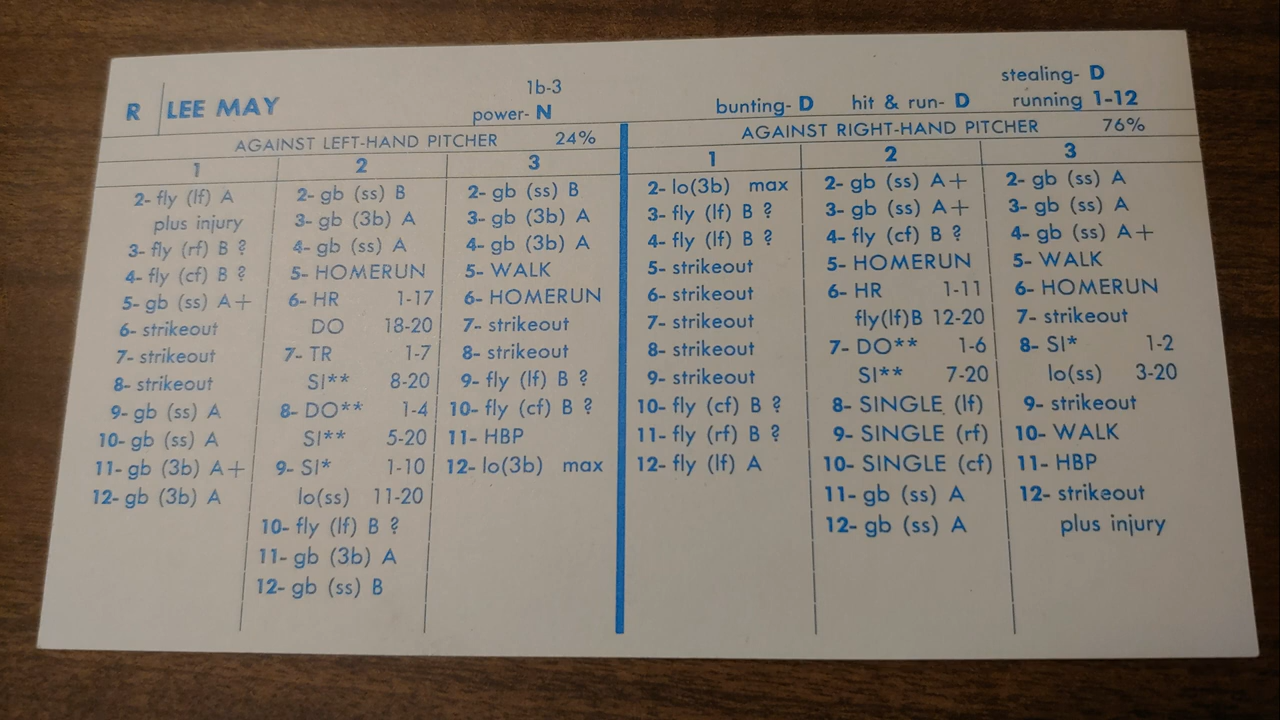 1b-3
stealing- D
R LEE MAY power- N bunting- D hit & run- D running 1-12
AGAINST LEFT-HAND PITCHER 24%
1 2 3
2- fly (lf) A
plus injury
3- fly (rf) B ?
4- fly (cf) B ?
5- gb (ss) A+
6- strikeout
7- strikeout
8- strikeout
9- gb (ss) A
10- gb (ss) A
11- gb (3b) A+
12- gb (3b) A
2- gb (ss) B
3- gb (3b) A
4- gb (ss) A
5- HOMERUN
6- HR 1-17
DO 18-20
7- TR 1-7
SI** 8-20
8- DO** 1-4
SI** 5-20
9- SI* 1-10
lo(ss) 11-20
10- fly (lf) B ?
11- gb (3b) A
12- gb (ss) B
2- gb (ss) B
3- gb (3b) A
4- gb (3b) A
5- WALK
6- HOMERUN
7- strikeout
8- strikeout
9- fly (lf) B ?
10- fly (cf) B ?
11- HBP
12- lo(3b) max
AGAINST RIGHT-HAND PITCHER 76%
1 2 3
2- lo(3b) max
3- fly (lf) B ?
4- fly (lf) B ?
5- strikeout
6- strikeout
7- strikeout
8- strikeout
9- strikeout
10- fly (cf) B ?
11- fly (rf) B ?
12- fly (lf) A
2- gb (ss) A+
3- gb (ss) A+
4- fly (cf) B ?
5- HOMERUN
6- HR 1-11
fly(lf)B 12-20
7- DO** 1-6
SI** 7-20
8- SINGLE (lf)
9- SINGLE (rf)
10- SINGLE (cf)
11- gb (ss) A
12- gb (ss) A
2- gb (ss) A
3- gb (ss) A
4- gb (ss) A+
5- WALK
6- HOMERUN
7- strikeout
8- SI* 1-2
lo(ss) 3-20
9- strikeout
10- WALK
11- HBP
12- strikeout
plus injury